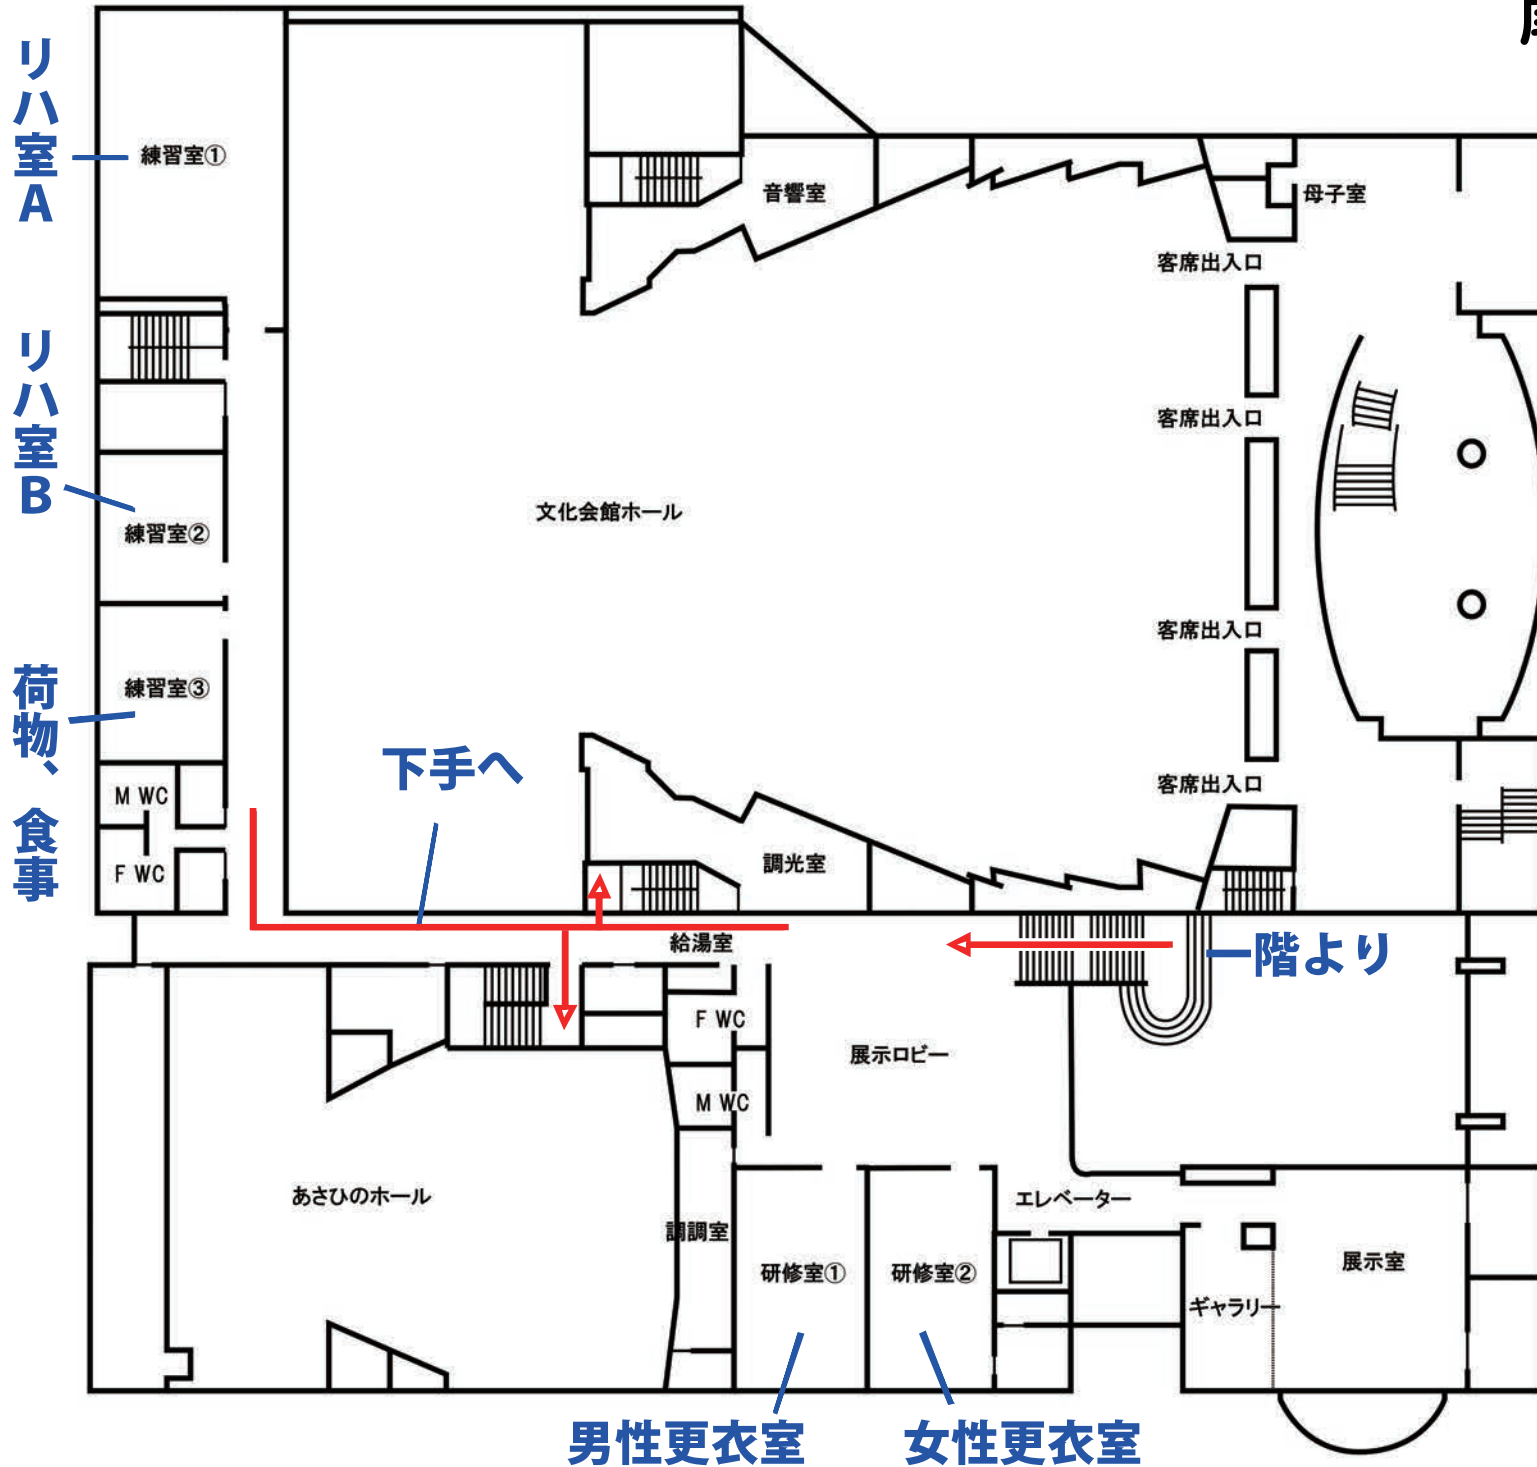 リハ室A
練習室①
音響室
母子室
客席出入口
リハ室B
客席出入口
文化会館ホール
練習室②
客席出入口
荷物、食事
練習室③
下手へ
客席出入口
M WC
調光室
F WC
給湯室
一階より
F WC
展示ロビー
M WC
あさひのホール
エレベーター
調調室
研修室①
研修室②
展示室
ギャラリー
男性更衣室
女性更衣室